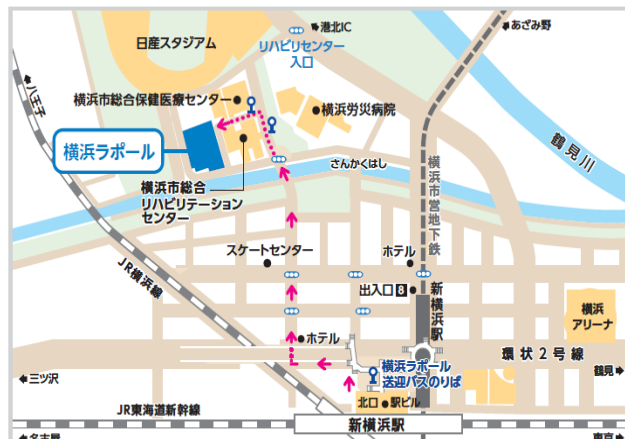 港北IC
あざみ野
日産スタジアム
リハビリセンター
入口
八王子
横浜市総合保健医療センター
横浜労災病院
横浜ラポール
鶴見川
さんかくはし
横浜市総合
リハビリテーション
センター
横浜市営地下鉄
スケートセンター
ホテル
JR横浜線
出入口8
新横浜駅
横浜
アリーナ
ホテル
環状2号線
横浜ラポール
送迎バスのりば
三ツ沢
鶴見
北口
駅ビル
JR東海道新幹線
新横浜駅
名古屋
東京